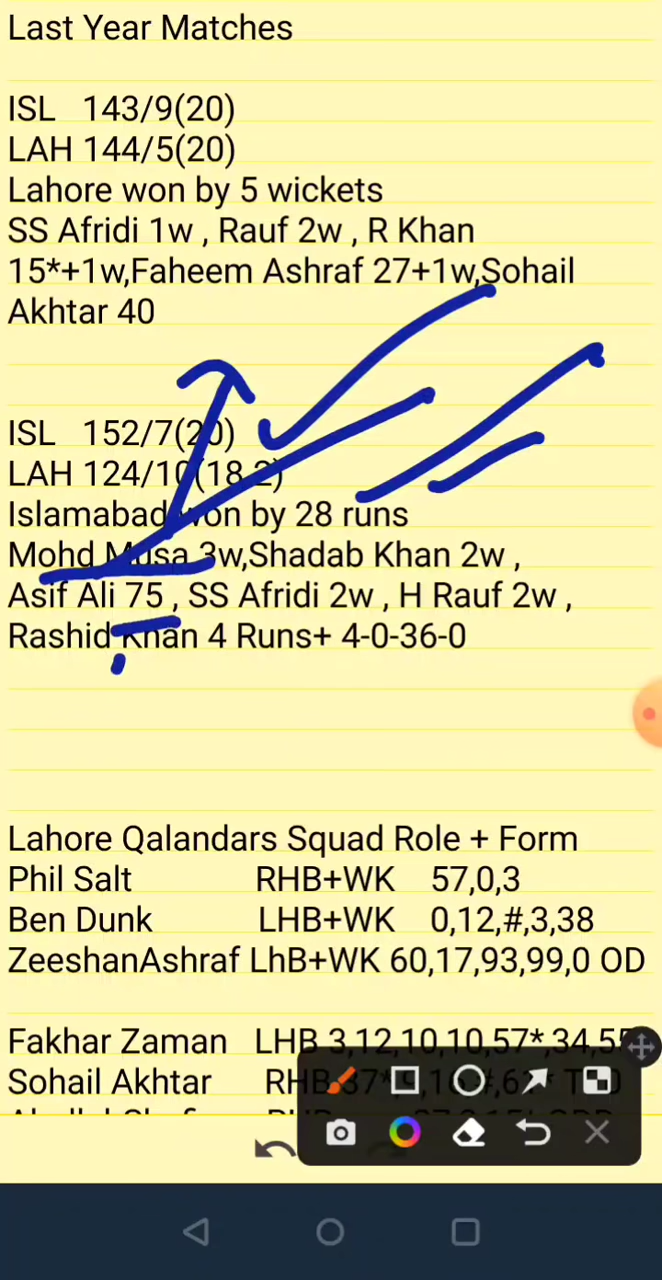 Last Year Matches
ISL 143/9(20)
LAH 144/5(20)
Lahore won by 5 wickets
SS Afridi 1w , Rauf 2w , R Khan
15*+1w,Faheem Ashraf 27+1w,Sohail
Akhtar 40
ISL 152/7(20)
LAH 124/10(18.2)
Islamabad won by 28 runs
Mohd Musa 3w,Shadab Khan 2w ,
Asif Ali 75 , SS Afridi 2w , H Rauf 2w ,
Rashid Khan 4 Runs+ 4-0-36-0
Lahore Qalandars Squad Role + Form
Phil Salt RHB+WK 57,0,3
Ben Dunk LHB+WK 0,12,#,3,38
ZeeshanAshraf LhB+WK 60,17,93,99,0 OD
Fakhar Zaman LHB 3,12,10,10,57*,34,55
Sohail Akhtar RHB